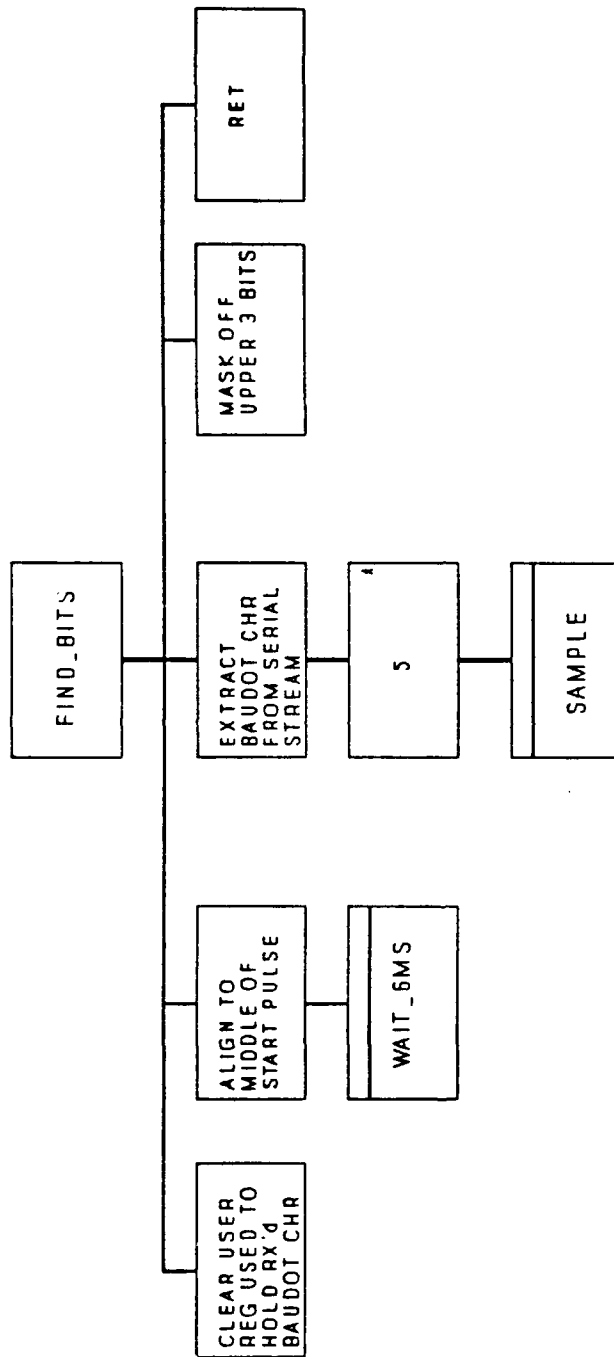 FIND_BITS
CLEAR USER
REG USED TO
HOLD RX'd
BAUDOT CHR
ALIGN TO
MIDDLE OF
START PULSE
EXTRACT
BAUDOT CHR
FROM SERIAL
STREAM
MASK OFF
UPPER 3 BITS
RET
WAIT_6MS
5 *
SAMPLE